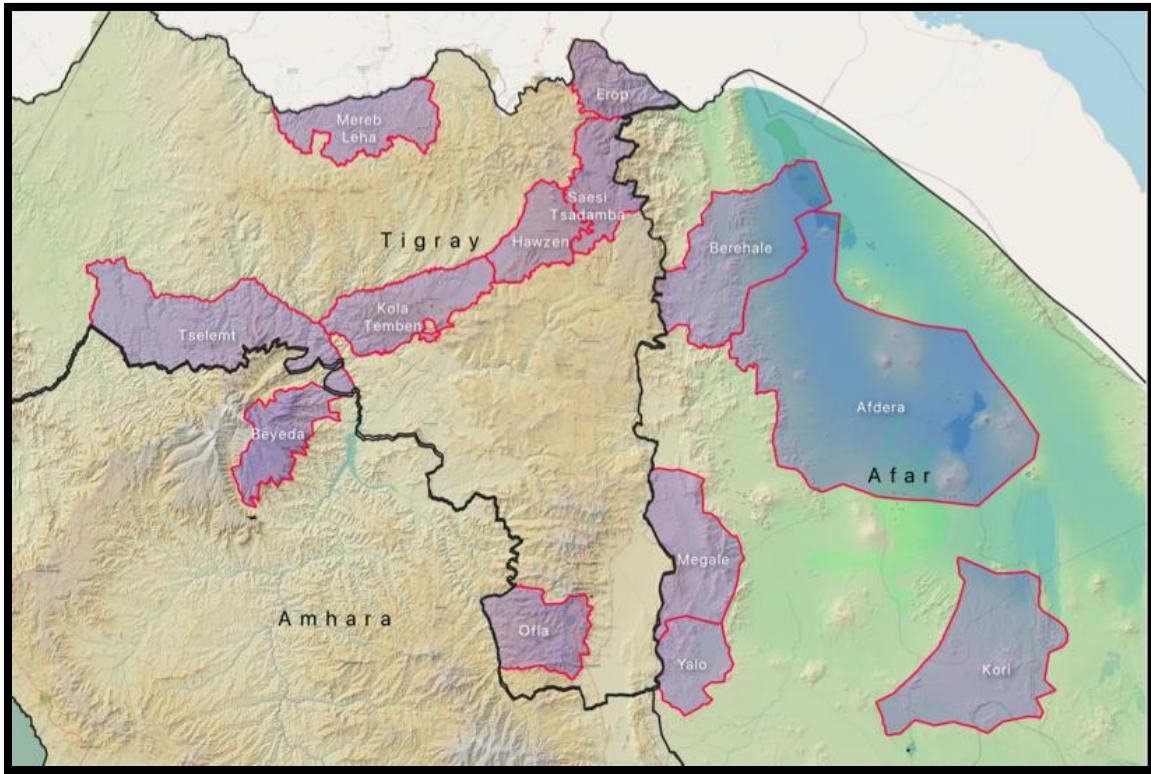 Erop
Mereb
Leha
Saesi
Tsadamba
Tigray
Hawzen
Berehale
Kola
Temben
Tselemt
Afdera
Beyeda
Afar
Megale
Amhara
Ofla
Yalo
Kori